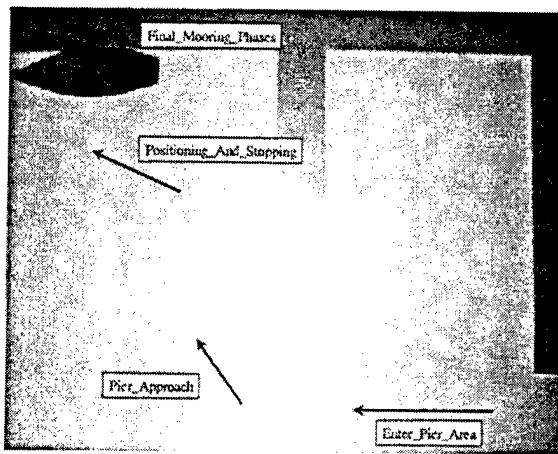 Final_Mooring_Phases
Positioning_And_Stopping
Pier_Approach
Enter_Pier_Area